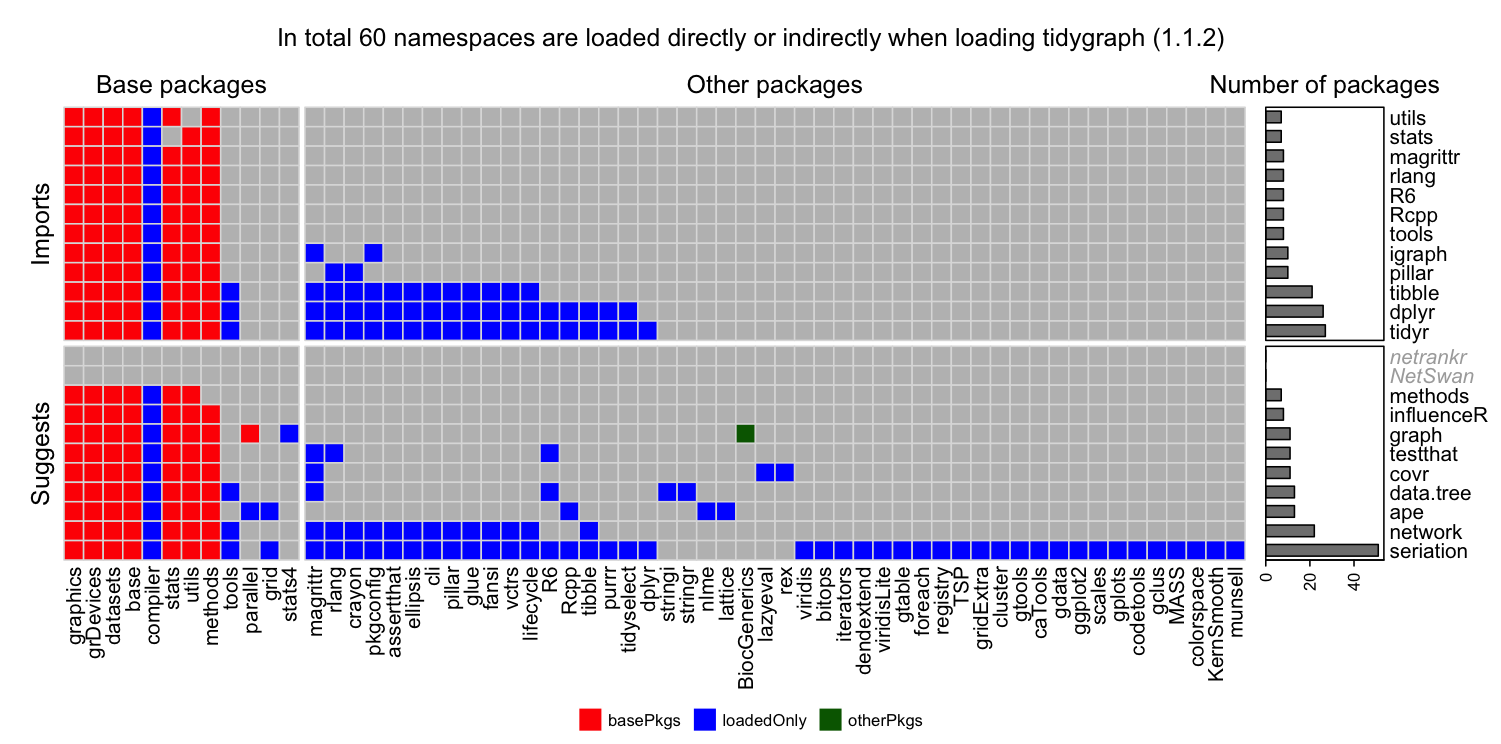 In total 60 namespaces are loaded directly or indirectly when loading tidygraph (1.1.2)
Base packages
Other packages
Number of packages
Imports
utils
stats
magrittr
rlang
R6
Rcpp
tools
igraph
pillar
tibble
dplyr
tidyr
Suggests
netrankr
NetSwan
methods
influenceR
graph
testthat
covr
data.tree
ape
network
seriation
graphics
grDevices
datasets
base
compiler
stats
utils
methods
tools
parallel
grid
stats4
magrittr
rlang
crayon
pkgconfig
assertthat
ellipsis
cli
pillar
glue
fansi
vctrs
lifecycle
R6
Rcpp
tibble
purrr
tidyselect
dplyr
stringi
stringr
nlme
lattice
BiocGenerics
lazyeval
rex
viridis
bitops
iterators
dendextend
viridisLite
gtable
foreach
registry
TSP
gridExtra
cluster
gtools
caTools
gdata
ggplot2
scales
gplots
codetools
gclus
MASS
colorspace
KernSmooth
munsell
0
20
40
basePkgs
loadedOnly
otherPkgs